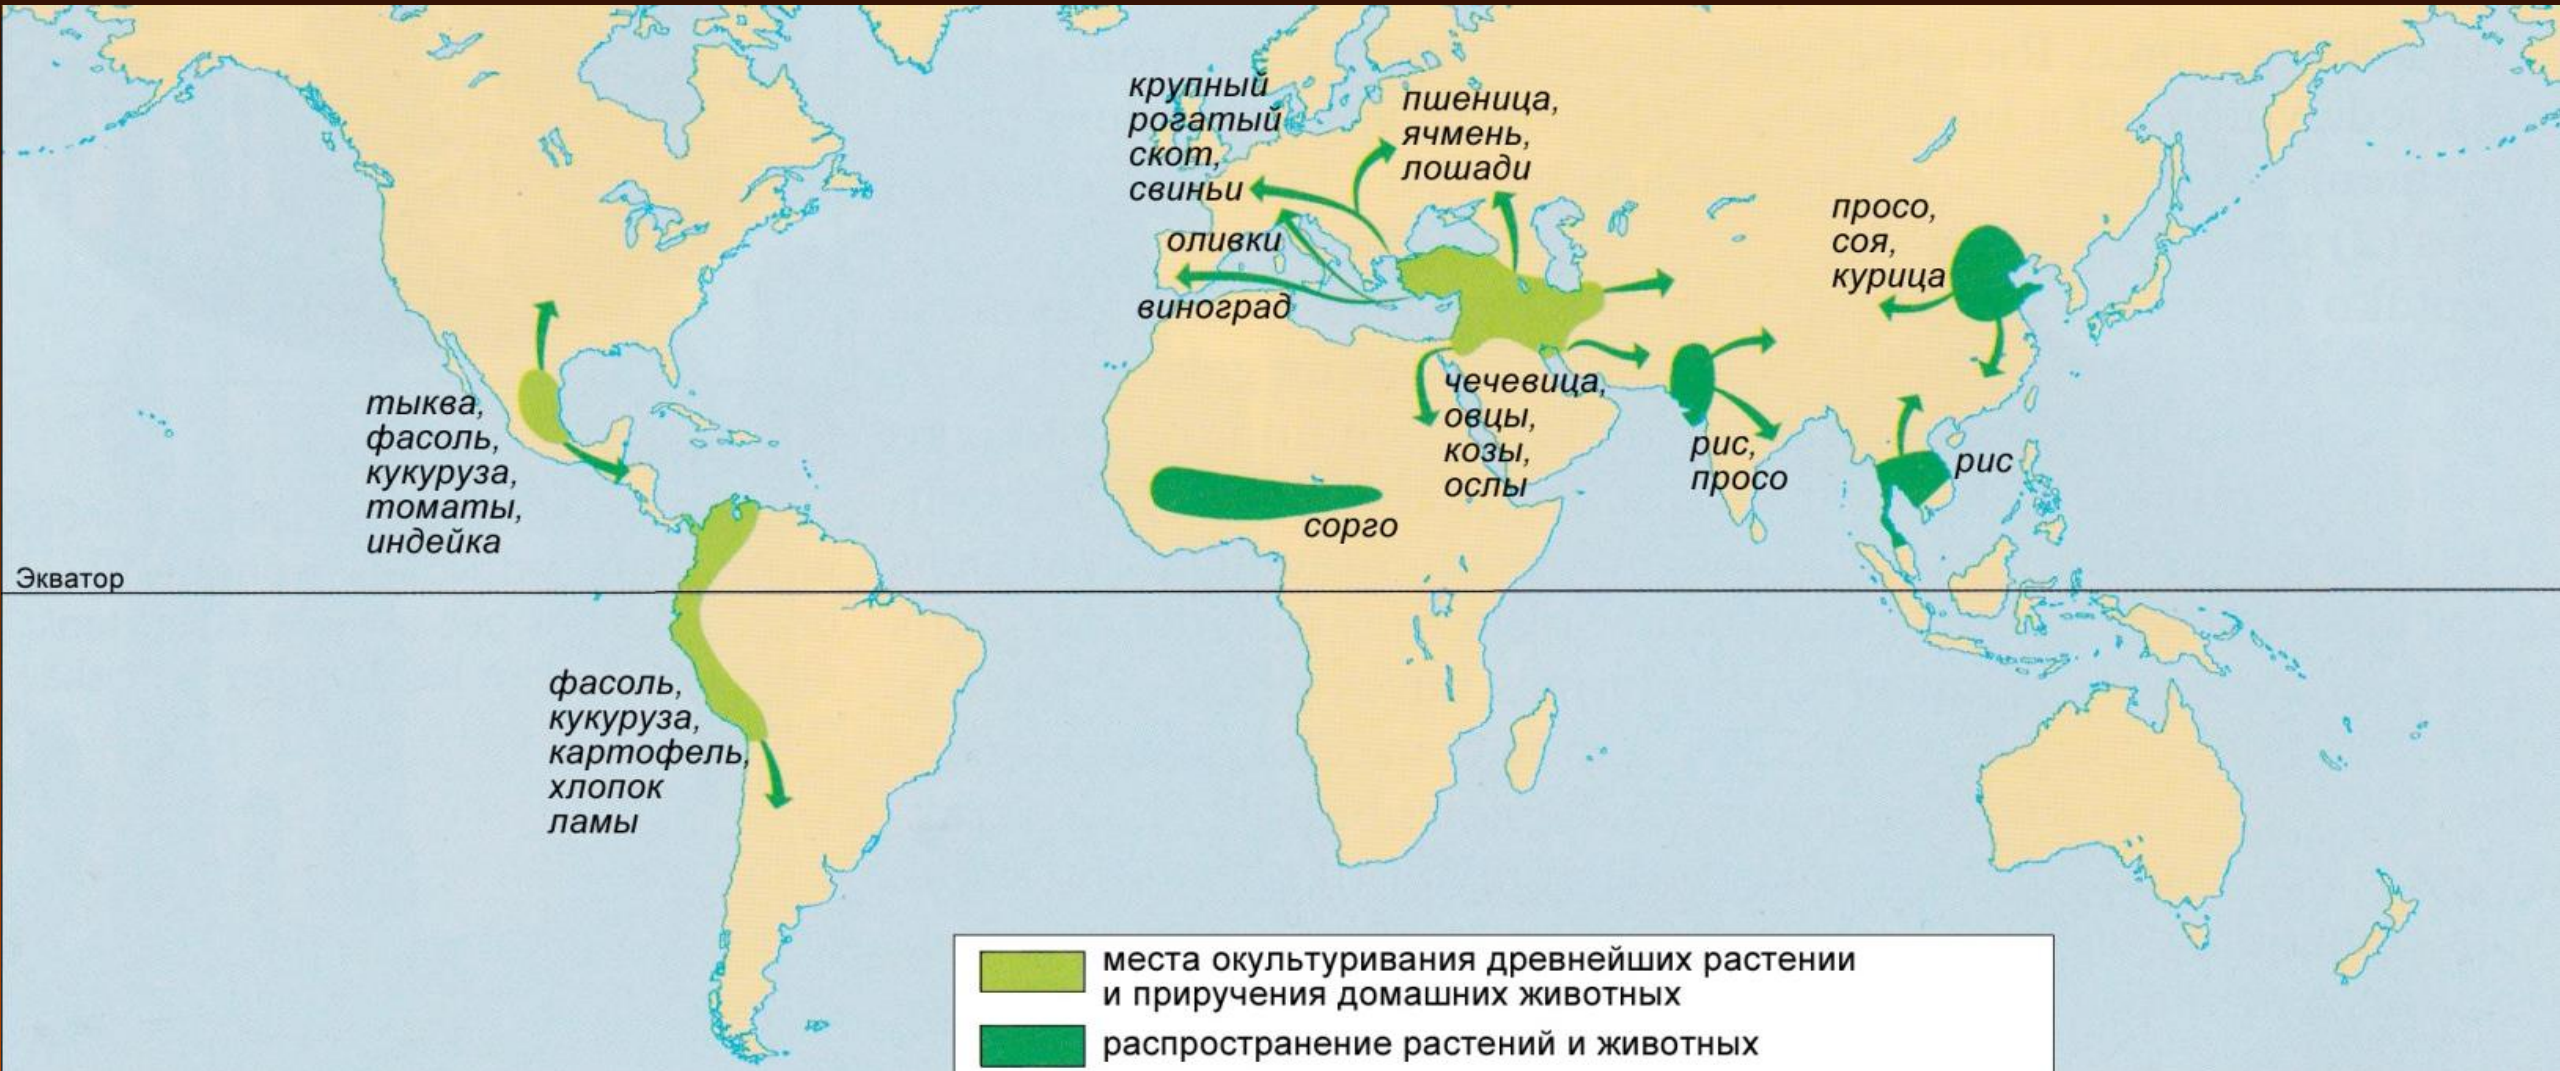 крупный
рогатый
скот,
свиньи
пшеница,
ячмень,
лошади
оливки
виноград
просо,
соя,
курица
тыква,
фасоль,
кукуруза,
томаты,
индейка
чечевица,
овцы,
козы,
ослы
рис,
просо
рис
сорго
Экватор
фасоль,
кукуруза,
картофель,
хлопок
ламы
места окультуривания древнейших растении
и приручения домашних животных
распространение растений и животных